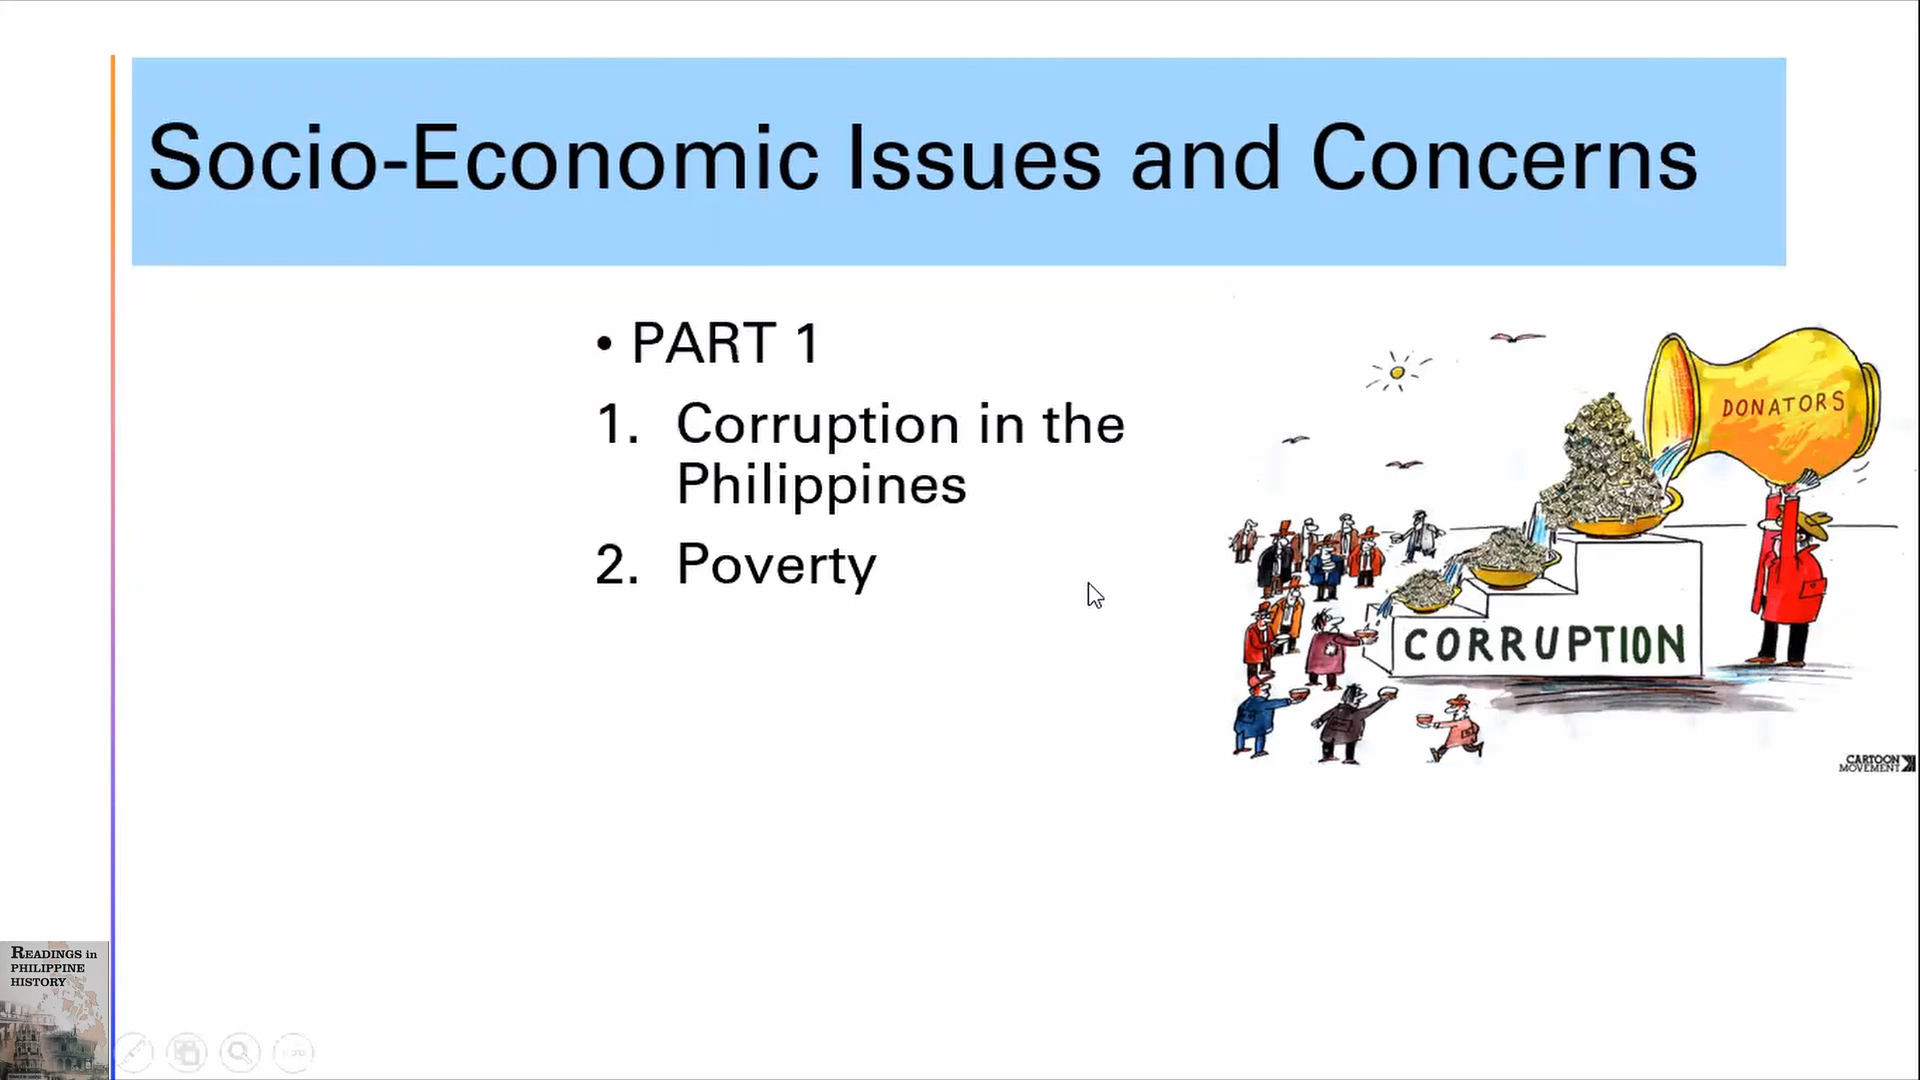 Socio-Economic Issues and Concerns
• PART 1
1. Corruption in the
Philippines
2. Poverty
DONATORS
CORRUPTION
CARTOON
MOVEMENT
READINGS in
PHILIPPINE
HISTORY